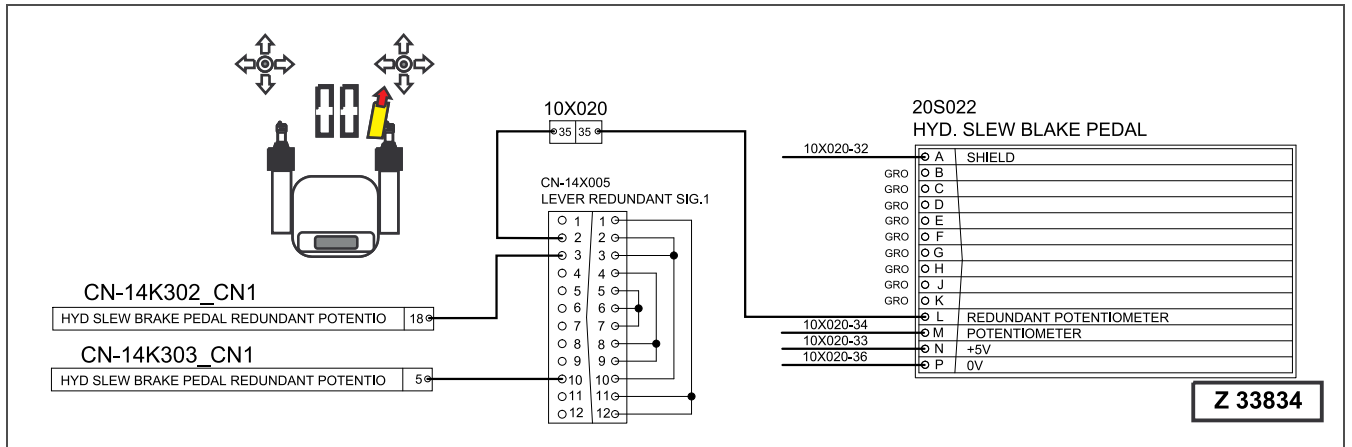 10X020
35 35
CN-14X005
LEVER REDUNDANT SIG.1
1 1
2 2
3 3
4 4
5 5
6 6
7 7
8 8
9 9
10 10
11 11
12 12
CN-14K302_CN1
HYD SLEW BRAKE PEDAL REDUNDANT POTENTIO 18
CN-14K303_CN1
HYD SLEW BRAKE PEDAL REDUNDANT POTENTIO 5
20S022
HYD. SLEW BLAKE PEDAL
10X020-32 A SHIELD
GRO B
GRO C
GRO D
GRO E
GRO F
GRO G
GRO H
GRO J
GRO K
L REDUNDANT POTENTIOMETER
10X020-34 M POTENTIOMETER
10X020-33 N +5V
10X020-36 P 0V
Z 33834